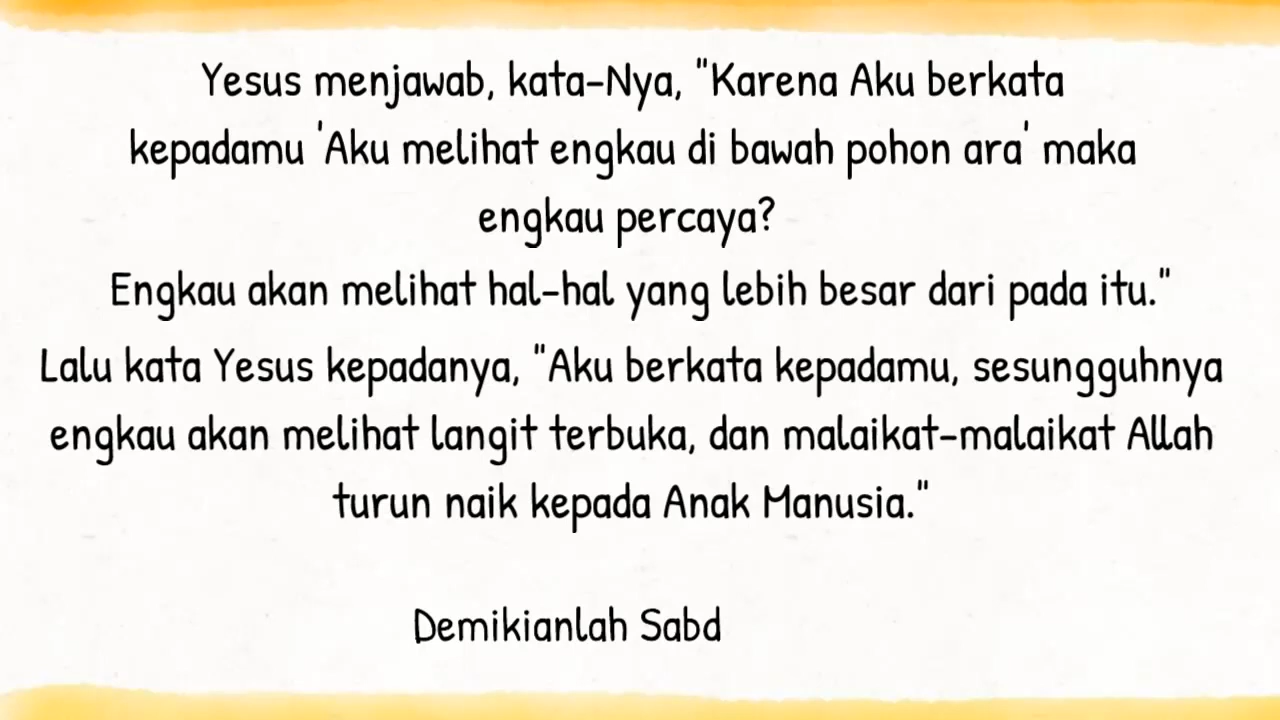 Yesus menjawab, kata-Nya, "Karena Aku berkata
kepadamu 'Aku melihat engkau di bawah pohon ara' maka
engkau percaya?
Engkau akan melihat hal-hal yang lebih besar dari pada itu."
Lalu kata Yesus kepadanya, "Aku berkata kepadamu, sesungguhnya
engkau akan melihat langit terbuka, dan malaikat-malaikat Allah
turun naik kepada Anak Manusia."
Demikianlah Sabd